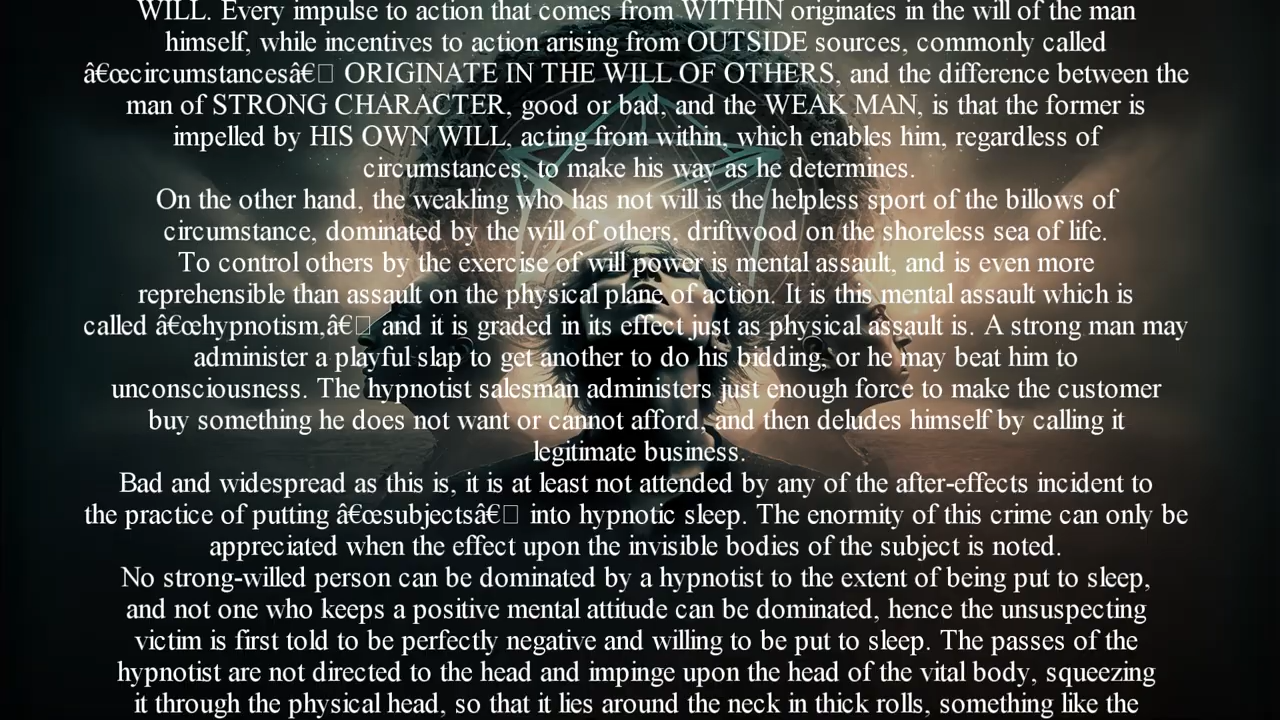 WILL. Every impulse to action that comes from WITHIN originates in the will of the man
himself, while incentives to action arising from OUTSIDE sources, commonly called
â€œcircumstancesâ€□ ORIGINATE IN THE WILL OF OTHERS, and the difference between the
man of STRONG CHARACTER, good or bad, and the WEAK MAN, is that the former is
impelled by HIS OWN WILL, acting from within, which enables him, regardless of
circumstances, to make his way as he determines.
On the other hand, the weakling who has not will is the helpless sport of the billows of
circumstance, dominated by the will of others, driftwood on the shoreless sea of life.
To control others by the exercise of will power is mental assault, and is even more
reprehensible than assault on the physical plane of action. It is this mental assault which is
called â€œhypnotism,â€□ and it is graded in its effect just as physical assault is. A strong man may
administer a playful slap to get another to do his bidding, or he may beat him to
unconsciousness. The hypnotist salesman administers just enough force to make the customer
buy something he does not want or cannot afford, and then deludes himself by calling it
legitimate business.
Bad and widespread as this is, it is at least not attended by any of the after-effects incident to
the practice of putting â€œsubjectsâ€□ into hypnotic sleep. The enormity of this crime can only be
appreciated when the effect upon the invisible bodies of the subject is noted.
No strong-willed person can be dominated by a hypnotist to the extent of being put to sleep,
and not one who keeps a positive mental attitude can be dominated, hence the unsuspecting
victim is first told to be perfectly negative and willing to be put to sleep. The passes of the
hypnotist are not directed to the head and impinge upon the head of the vital body, squeezing
it through the physical head, so that it lies around the neck in thick rolls, something like the